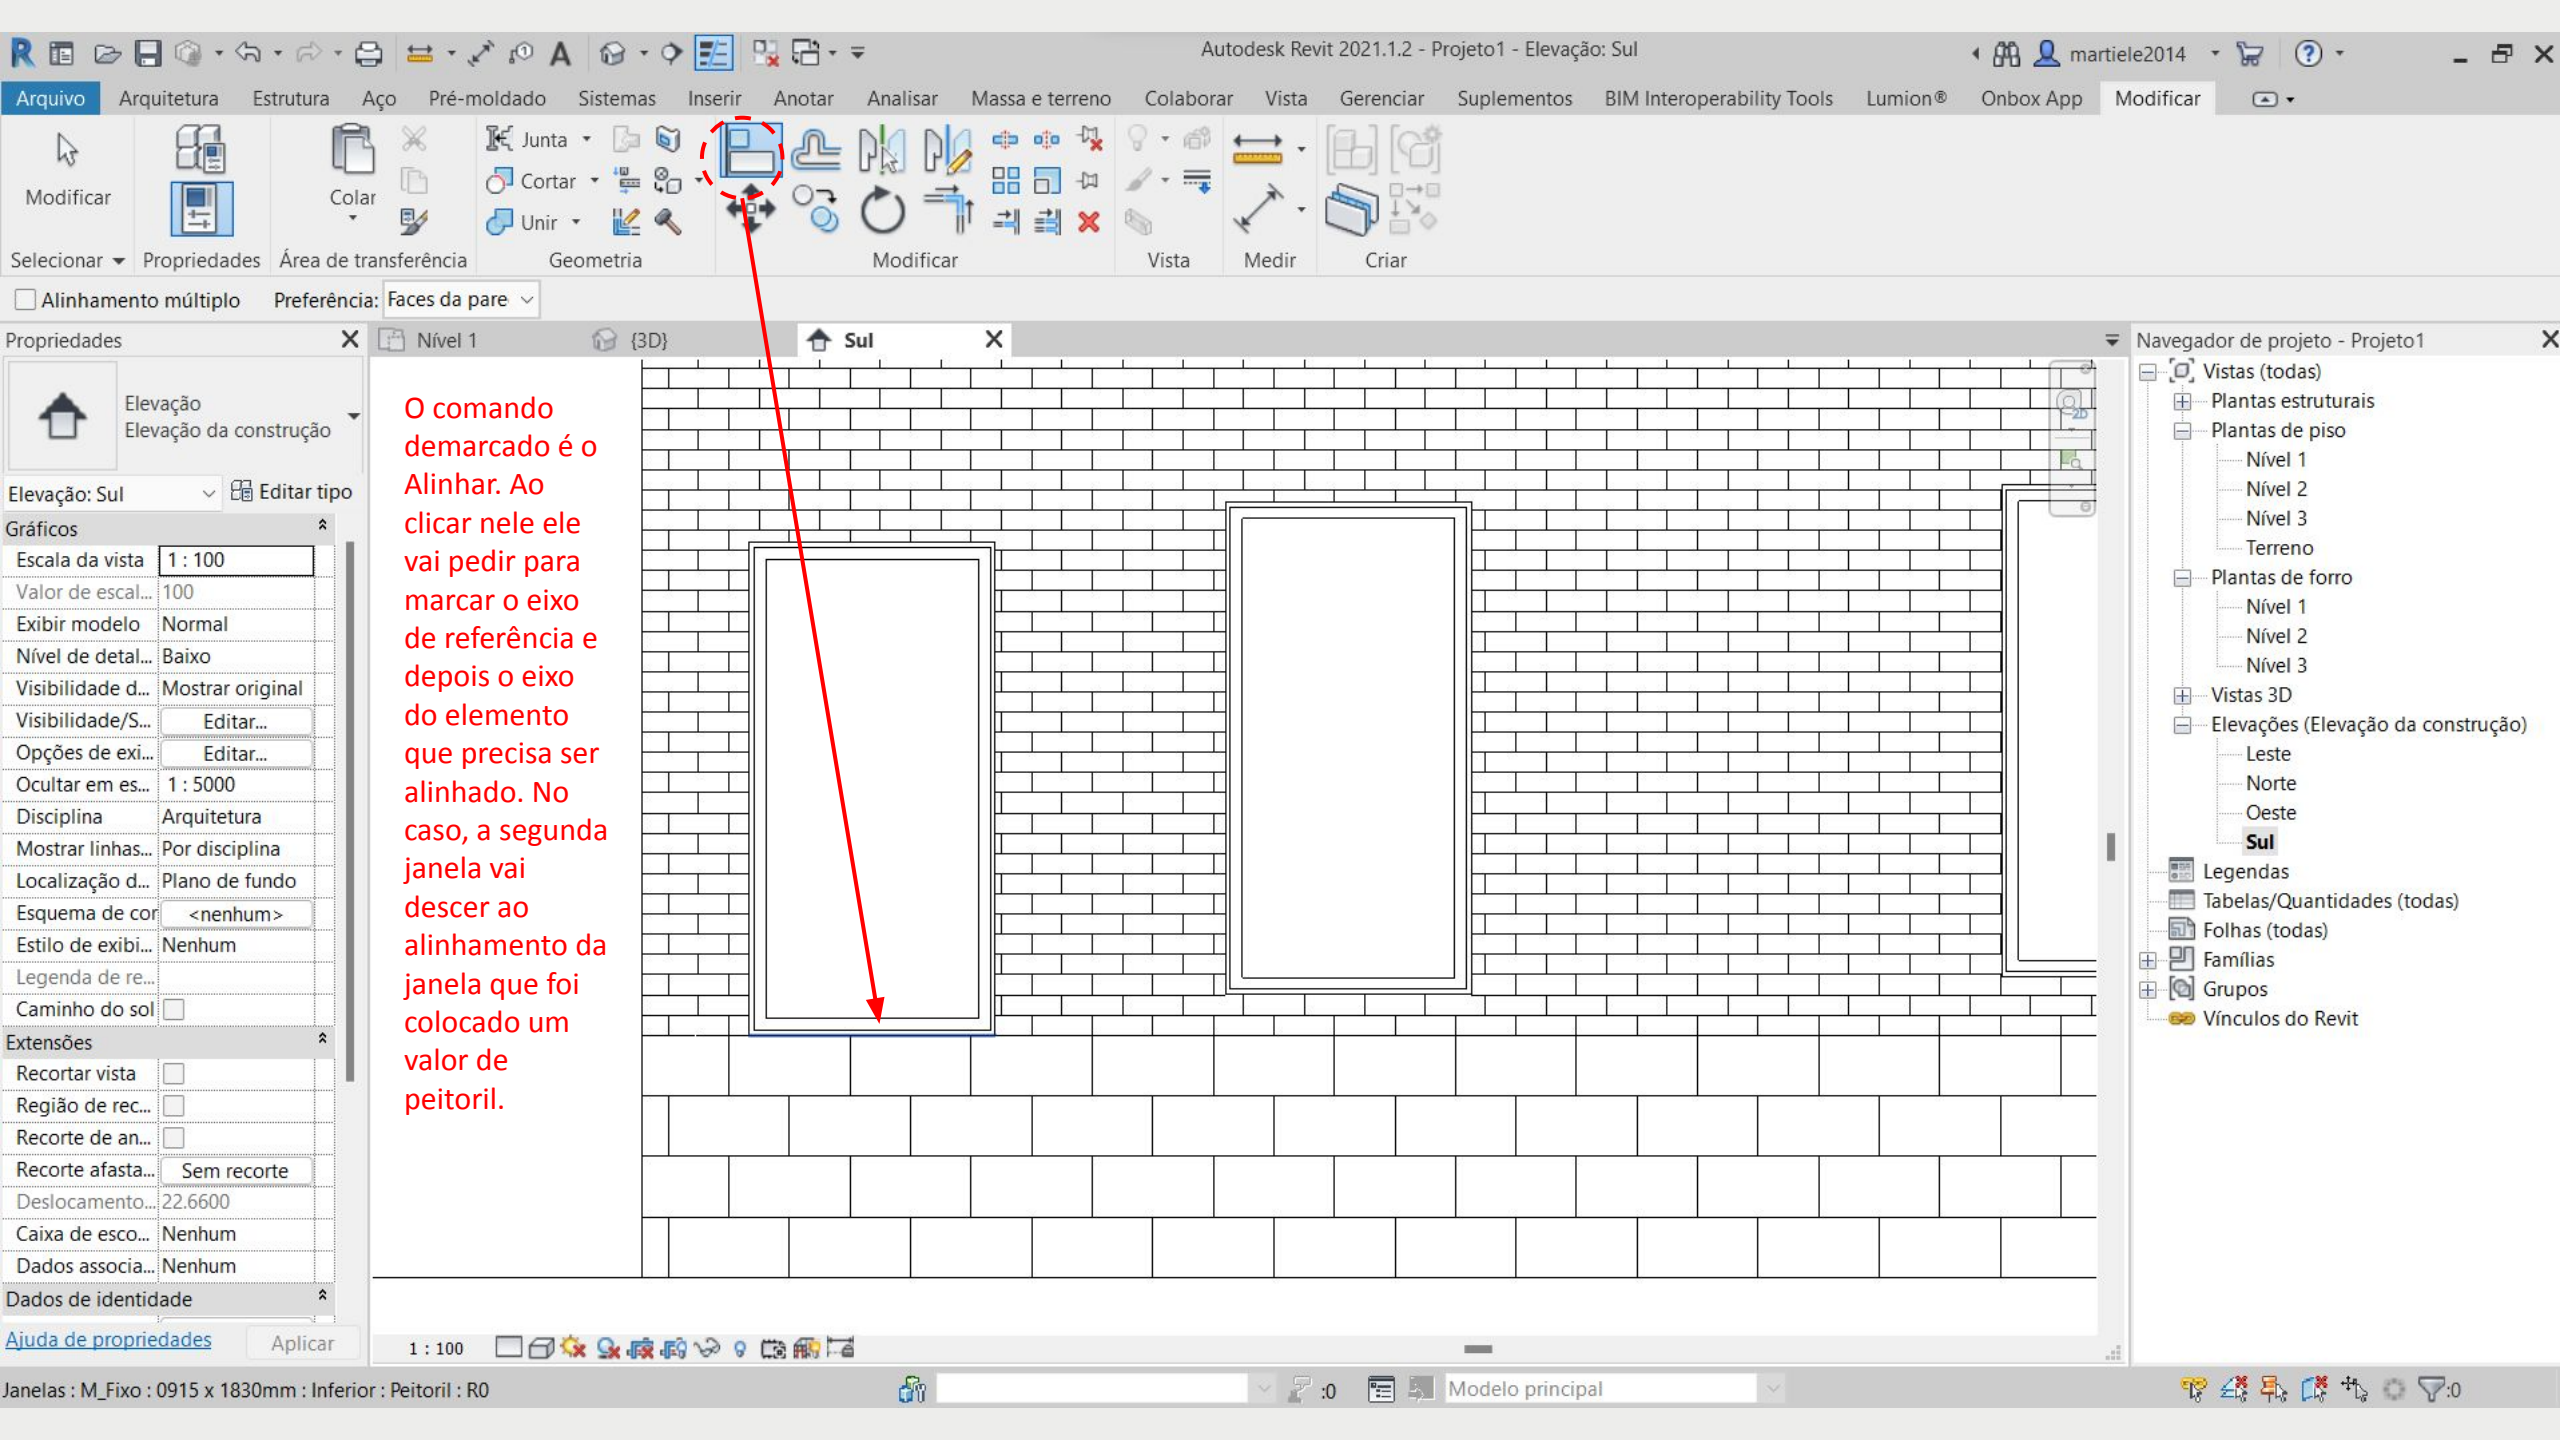 Autodesk Revit 2021.1.2 - Projeto1 - Elevação: Sul
martiele2014
Arquivo Arquitetura Estrutura Aço Pré-moldado Sistemas Inserir Anotar Analisar Massa e terreno Colaborar Vista Gerenciar Suplementos BIM Interoperability Tools Lumion® Onbox App Modificar
Modificar
Colar
Junta
Cortar
Unir
Selecionar Propriedades Área de transferência Geometria Modificar Vista Medir Criar
Alinhamento múltiplo Preferência: Faces da pare
Propriedades
Nível 1 {3D} Sul
Navegador de projeto - Projeto1
Elevação
Elevação da construção
Elevação: Sul Editar tipo
Gráficos
Escala da vista 1 : 100
Valor de escal... 100
Exibir modelo Normal
Nível de detal... Baixo
Visibilidade d... Mostrar original
Visibilidade/S... Editar...
Opções de exi... Editar...
Ocultar em es... 1 : 5000
Disciplina Arquitetura
Mostrar linhas... Por disciplina
Localização d... Plano de fundo
Esquema de cor <nenhum>
Estilo de exibi... Nenhum
Legenda de re...
Caminho do sol
Extensões
Recortar vista
Região de rec...
Recorte de an...
Recorte afasta... Sem recorte
Deslocamento... 22.6600
Caixa de esco... Nenhum
Dados associa... Nenhum
Dados de identidade
Ajuda de propriedades Aplicar
O comando
demarcado é o
Alinhar. Ao
clicar nele ele
vai pedir para
marcar o eixo
de referência e
depois o eixo
do elemento
que precisa ser
alinhado. No
caso, a segunda
janela vai
descer ao
alinhamento da
janela que foi
colocado um
valor de
peitoril.
2D
Vistas (todas)
Plantas estruturais
Plantas de piso
Nível 1
Nível 2
Nível 3
Terreno
Plantas de forro
Nível 1
Nível 2
Nível 3
Vistas 3D
Elevações (Elevação da construção)
Leste
Norte
Oeste
Sul
Legendas
Tabelas/Quantidades (todas)
Folhas (todas)
Famílias
Grupos
Vínculos do Revit
1 : 100
Janelas : M_Fixo : 0915 x 1830mm : Inferior : Peitoril : R0
:0
Modelo principal
:0